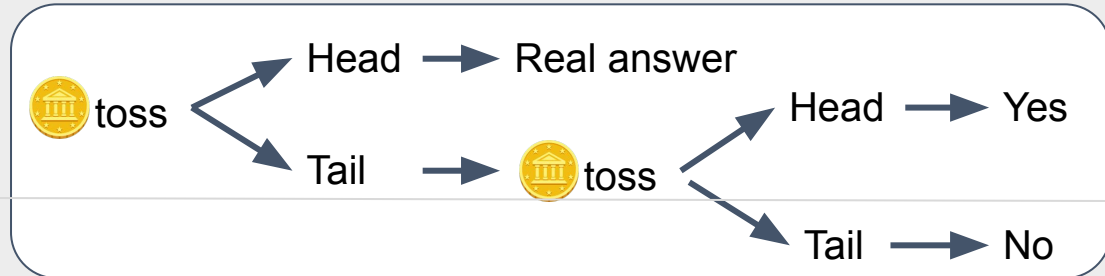 Head Real answer
toss
Head Yes
Tail
toss
Tail No